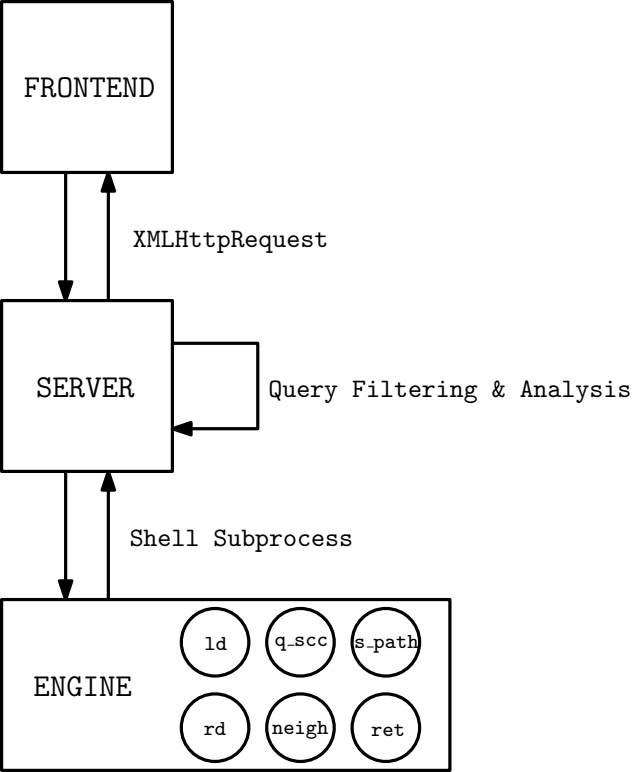 FRONTEND
XMLHttpRequest
SERVER
Query Filtering & Analysis
Shell Subprocess
ENGINE
ld q_scc s_path
rd neigh ret